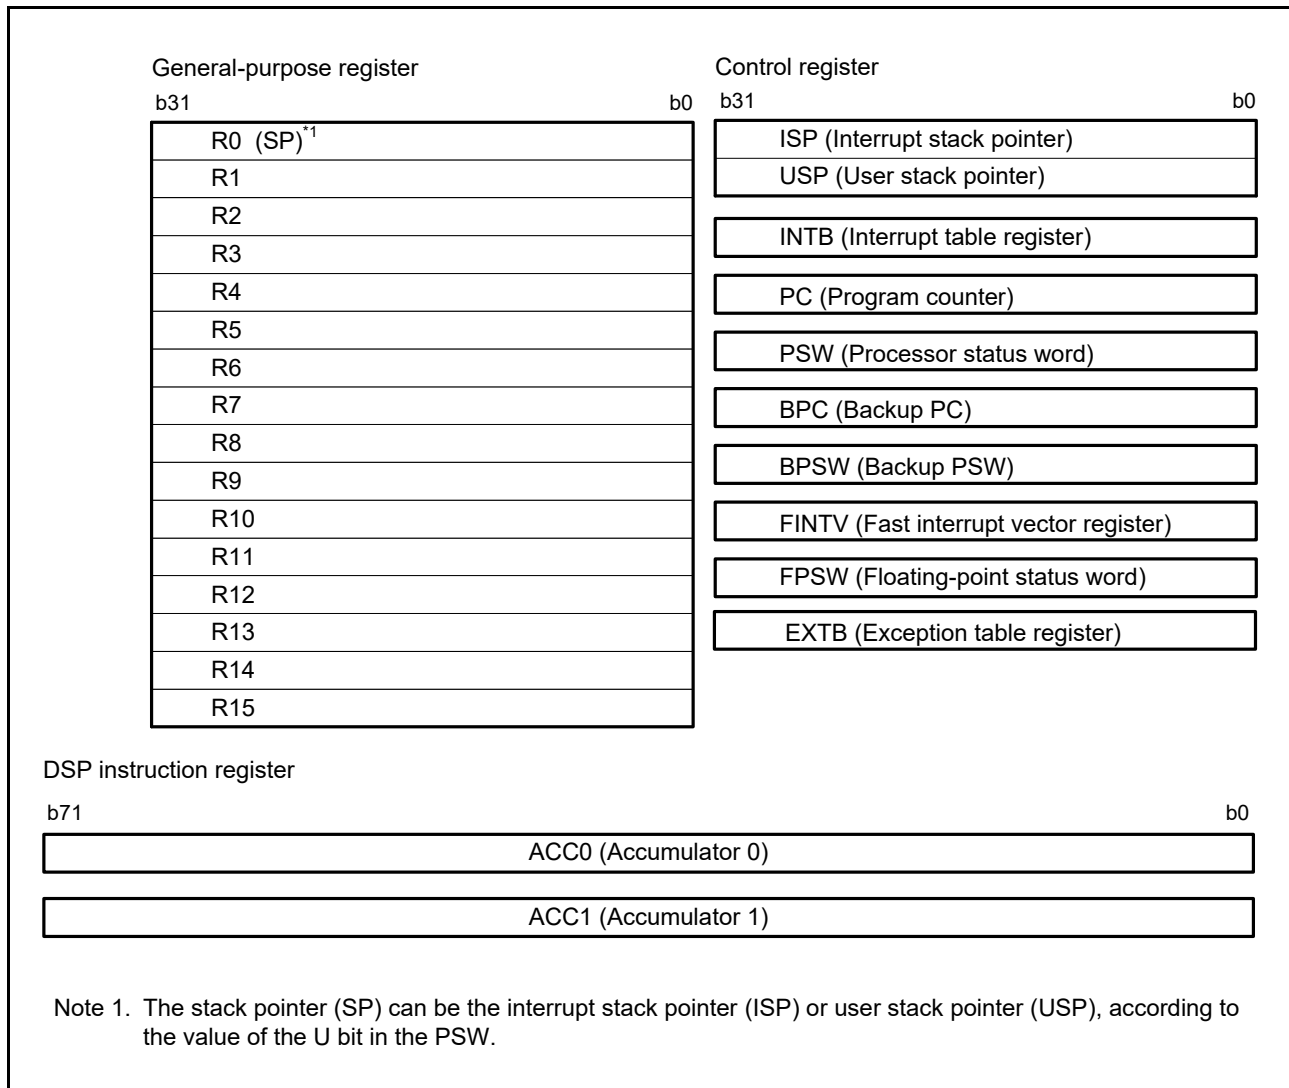 General-purpose register
b31 b0
R0 (SP)*1
R1
R2
R3
R4
R5
R6
R7
R8
R9
R10
R11
R12
R13
R14
R15
Control register
b31 b0
ISP (Interrupt stack pointer)
USP (User stack pointer)
INTB (Interrupt table register)
PC (Program counter)
PSW (Processor status word)
BPC (Backup PC)
BPSW (Backup PSW)
FINTV (Fast interrupt vector register)
FPSW (Floating-point status word)
EXTB (Exception table register)
DSP instruction register
b71 b0
ACC0 (Accumulator 0)
ACC1 (Accumulator 1)
Note 1. The stack pointer (SP) can be the interrupt stack pointer (ISP) or user stack pointer (USP), according to
the value of the U bit in the PSW.